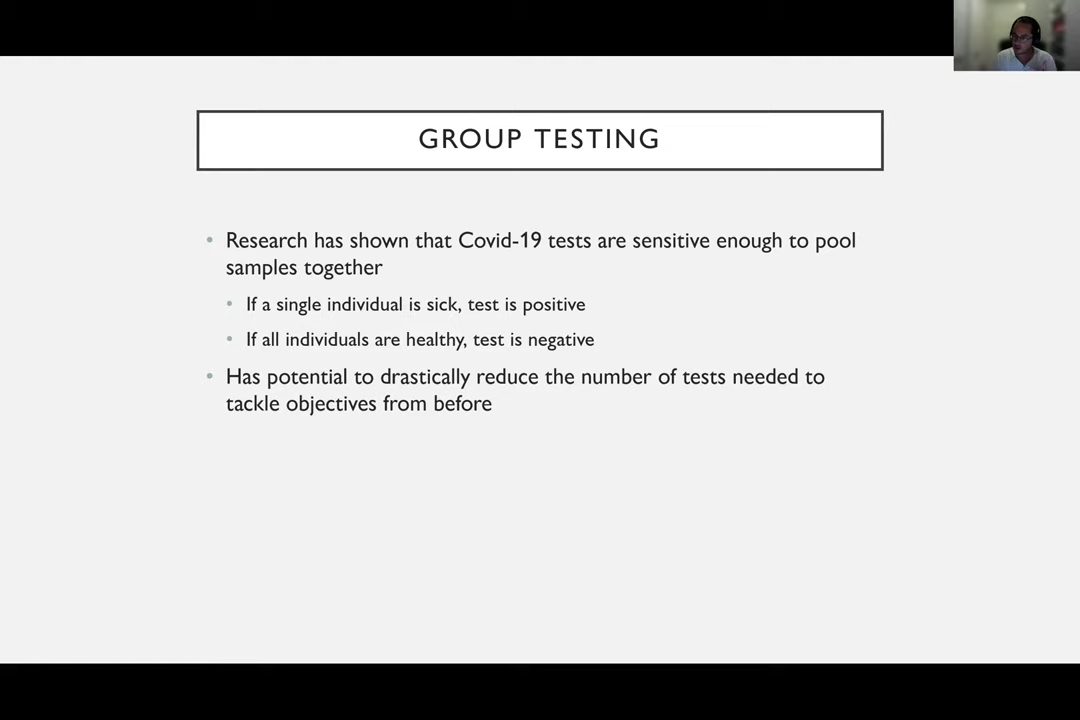 GROUP TESTING
• Research has shown that Covid-19 tests are sensitive enough to pool
samples together
• If a single individual is sick, test is positive
• If all individuals are healthy, test is negative
• Has potential to drastically reduce the number of tests needed to
tackle objectives from before